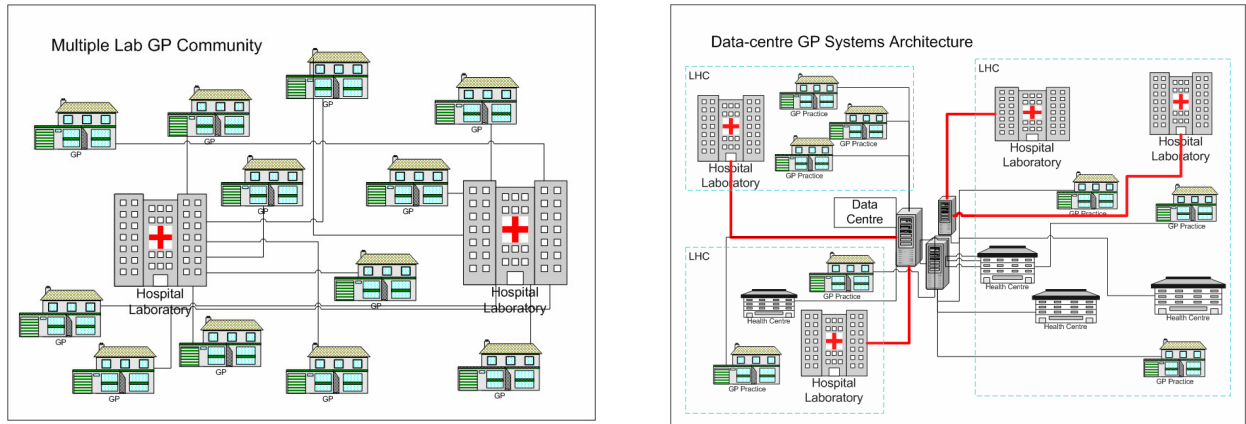 Multiple Lab GP Community
GP
GP
GP
GP
GP
GP
Hospital
Laboratory
Hospital
Laboratory
GP
GP
GP
GP
GP
GP
Data-centre GP Systems Architecture
LHC
LHC
GP Practice
GP Practice
GP Practice
Hospital
Laboratory
Hospital
Laboratory
Hospital
Laboratory
GP Practice
GP Practice
Data
Centre
LHC
GP Practice
Health Centre
Health Centre
Health Centre
Health Centre
Hospital
Laboratory
GP Practice
GP Practice